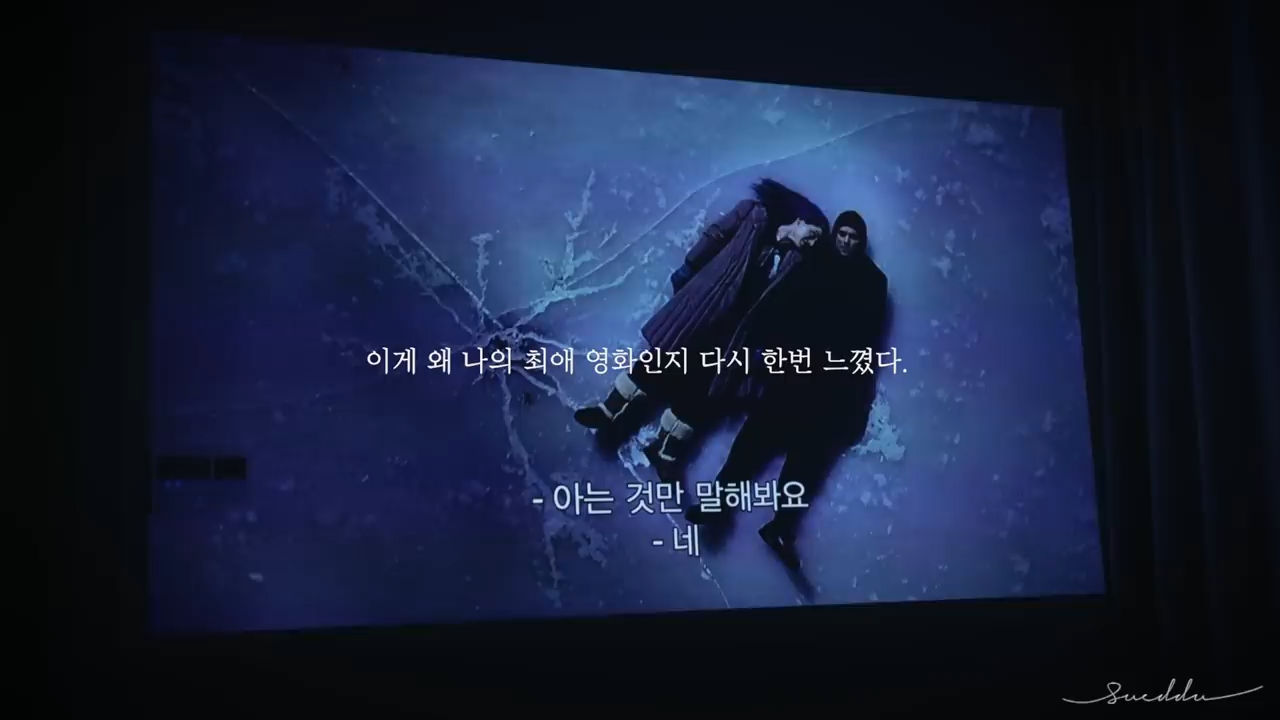 이게 왜 나의 최애 영화인지 다시 한번 느꼈다.
- 아는 것만 말해봐요
- 네
Sueddu